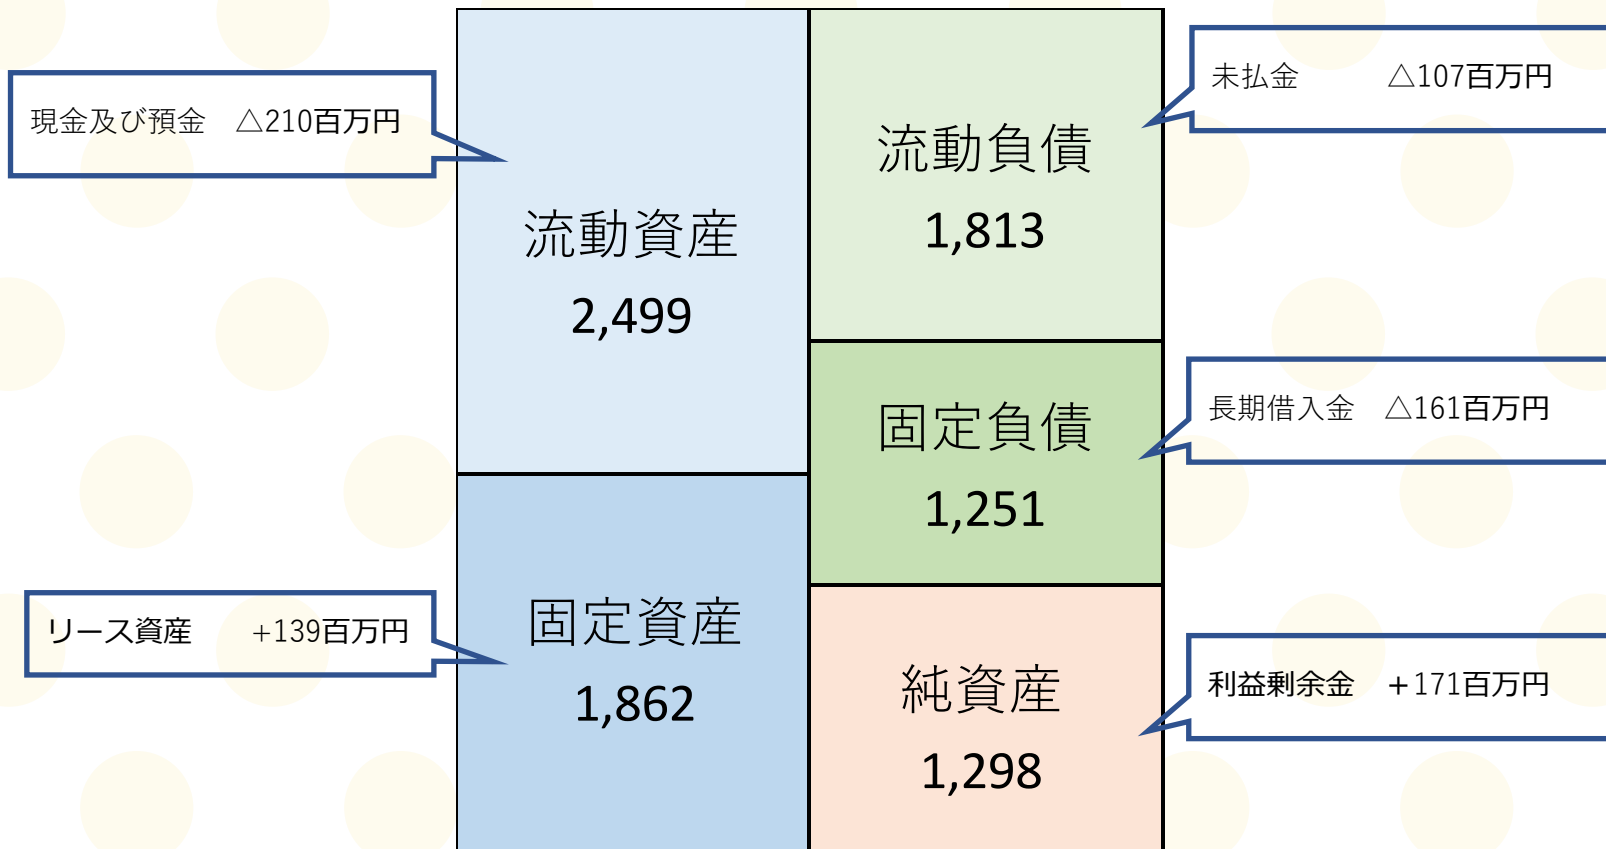 現金及び預金　△210百万円
流動資産
2,499
固定資産
1,862
リース資産　+139百万円
流動負債
1,813
固定負債
1,251
純資産
1,298
未払金　△107百万円
長期借入金　△161百万円
利益剰余金　+171百万円